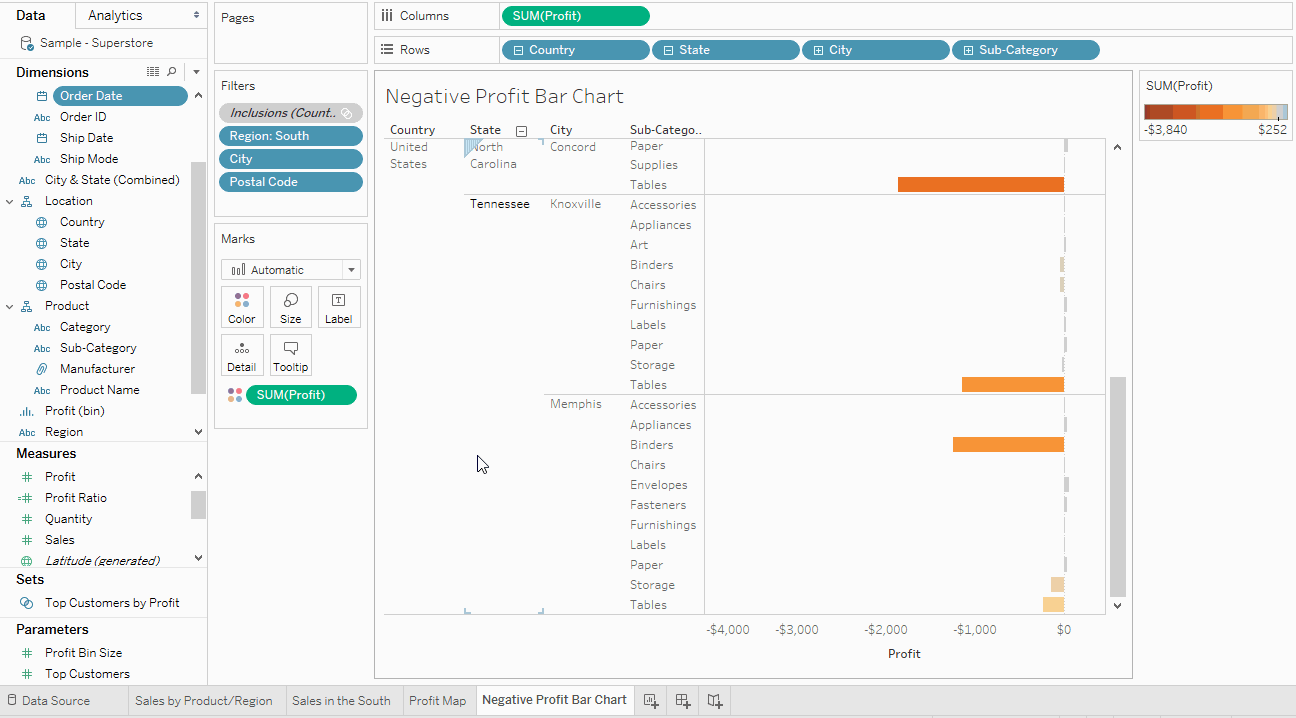 Data
Analytics
Sample - Superstore
Dimensions
Order Date
Abc Order ID
Ship Date
Abc Ship Mode
Abc City & State (Combined)
Location
Country
State
City
Postal Code
Product
Abc Category
Abc Sub-Category
Manufacturer
Abc Product Name
Profit (bin)
Abc Region
Measures
Profit
Profit Ratio
Quantity
Sales
Latitude (generated)
Sets
Top Customers by Profit
Parameters
Profit Bin Size
Top Customers
Pages
Filters
Inclusions (Count..
Region: South
City
Postal Code
Marks
Automatic
Color
Size
Label
Detail
Tooltip
SUM(Profit)
Columns
SUM(Profit)
Rows
Country
State
City
Sub-Category
Negative Profit Bar Chart
Country
State
City
Sub-Catego..
United
States
North
Carolina
Concord
Paper
Supplies
Tables
Tennessee
Knoxville
Accessories
Appliances
Art
Binders
Chairs
Furnishings
Labels
Paper
Storage
Tables
Memphis
Accessories
Appliances
Binders
Chairs
Envelopes
Fasteners
Furnishings
Labels
Paper
Storage
Tables
-$4,000
-$3,000
-$2,000
-$1,000
$0
Profit
SUM(Profit)
-$3,840
$252
Data Source
Sales by Product/Region
Sales in the South
Profit Map
Negative Profit Bar Chart